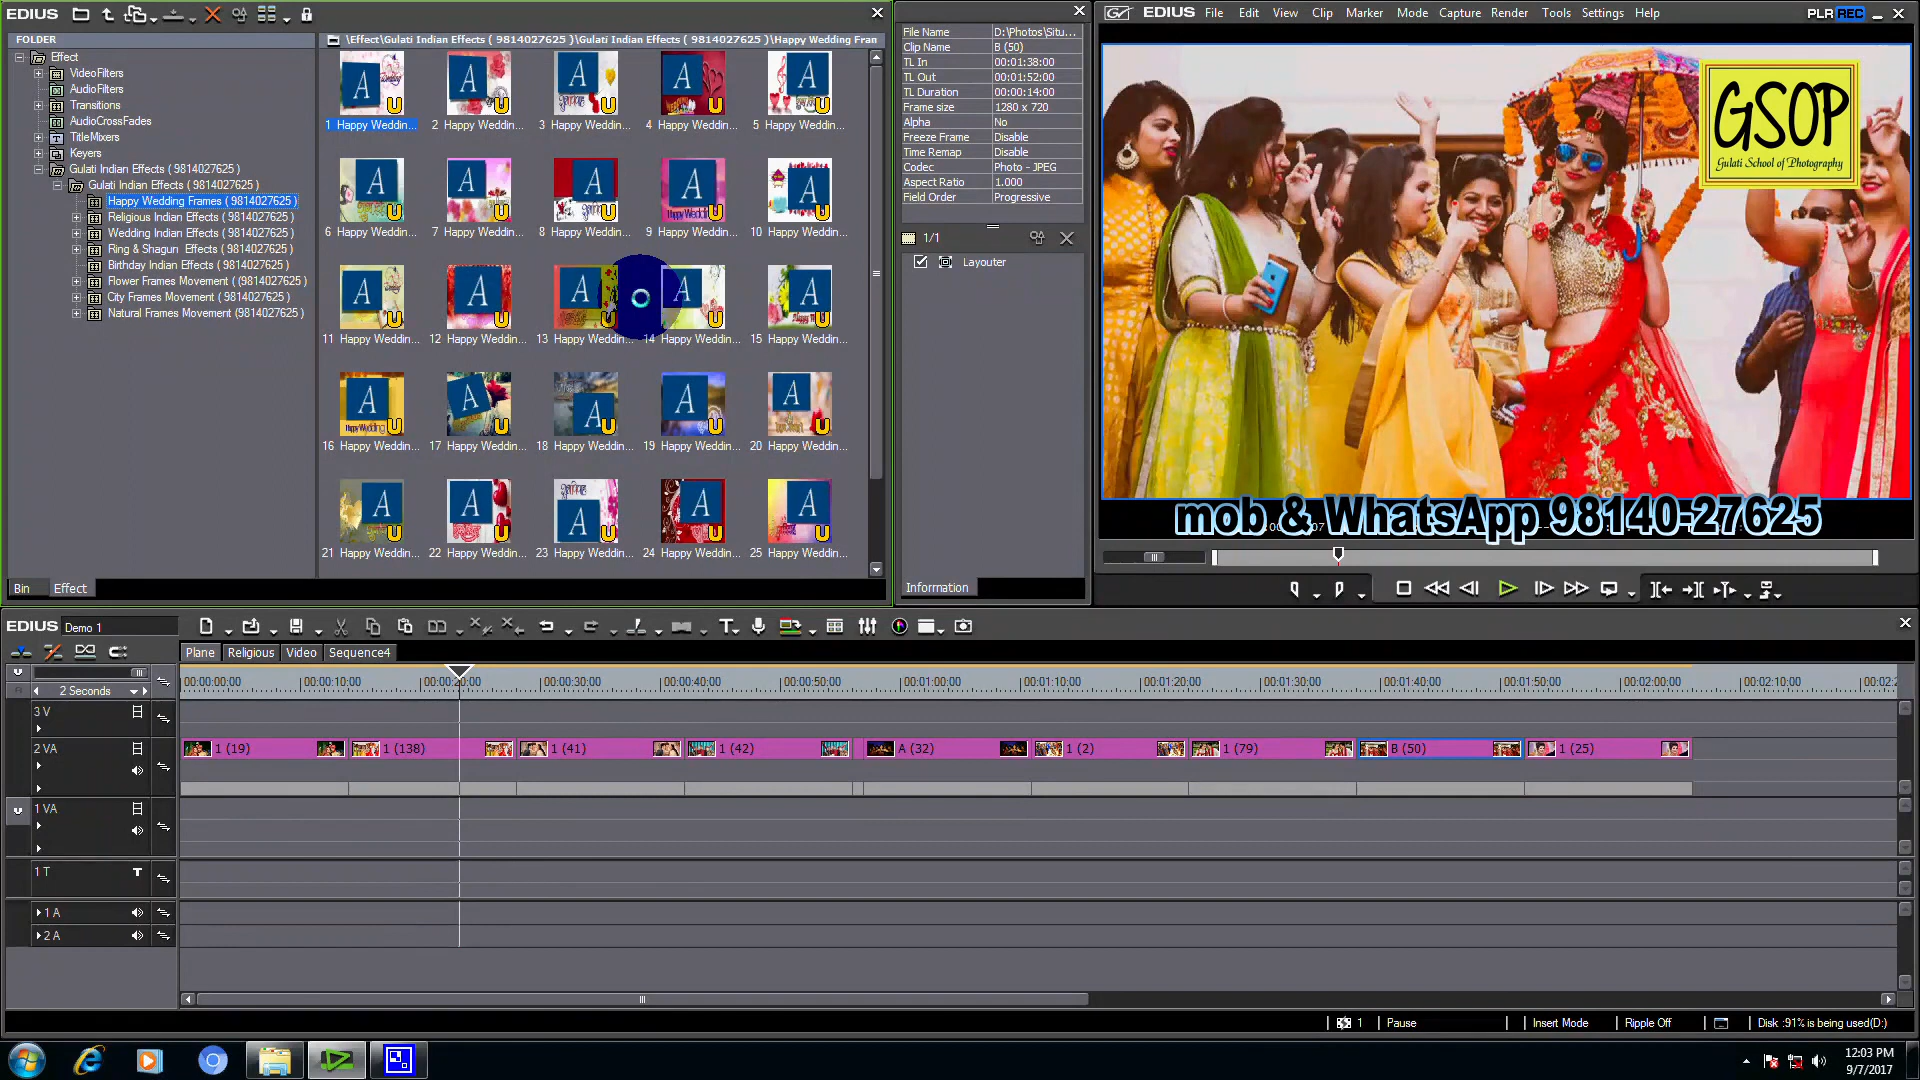 EDIUS
FOLDER
Effect
VideoFilters
AudioFilters
Transitions
AudioCrossFades
TitleMixers
Keyers
Gulati Indian Effects ( 9814027625 )
Gulati Indian Effects ( 9814027625 )
Happy Wedding Frames ( 9814027625 )
Religious Indian Effects ( 9814027625 )
Wedding Indian Effects ( 9814027625 )
Ring & Shagun Effects ( 9814027625 )
Birthday Indian Effects ( 9814027625 )
Flower Frames Movement ( (9814027625 )
City Frames Movement ( 9814027625 )
Natural Frames Movement (9814027625 )
Bin Effect
\Effect\Gulati Indian Effects ( 9814027625 )\Gulati Indian Effects ( 9814027625 )\Happy Wedding Fran
1 Happy Weddin... 2 Happy Weddin... 3 Happy Weddin... 4 Happy Weddin... 5 Happy Weddin...
6 Happy Weddin... 7 Happy Weddin... 8 Happy Weddin... 9 Happy Weddin... 10 Happy Weddin...
11 Happy Weddin... 12 Happy Weddin... 13 Happy Weddin... 14 Happy Weddin... 15 Happy Weddin...
16 Happy Weddin... 17 Happy Weddin... 18 Happy Weddin... 19 Happy Weddin... 20 Happy Weddin...
21 Happy Weddin... 22 Happy Weddin... 23 Happy Weddin... 24 Happy Weddin... 25 Happy Weddin...
File Name D:\Photos\Situ...
Clip Name B (50)
TL In 00:01:38:00
TL Out 00:01:52:00
TL Duration 00:00:14:00
Frame size 1280 x 720
Alpha No
Freeze Frame Disable
Time Remap Disable
Codec Photo - JPEG
Aspect Ratio 1.000
Field Order Progressive
1/1
Layouter
Information
EDIUS File Edit View Clip Marker Mode Capture Render Tools Settings Help PLR REC
GSOP
Gulati School of Photography
mob & WhatsApp 98140-27625
EDIUS Demo 1
Plane Religious Video Sequence4
2 Seconds
00:00:00:00 00:00:10:00 00:00:20:00 00:00:30:00 00:00:40:00 00:00:50:00 00:01:00:00 00:01:10:00 00:01:20:00 00:01:30:00 00:01:40:00 00:01:50:00 00:02:00:00 00:02:10:00 00:02:2
3 V
2 VA 1 (19) 1 (138) 1 (41) 1 (42) A (32) 1 (2) 1 (79) B (50) 1 (25)
1 VA
1 T
1 A
2 A
1 Pause Insert Mode Ripple Off Disk :91% is being used(D:)
12:03 PM
9/7/2017